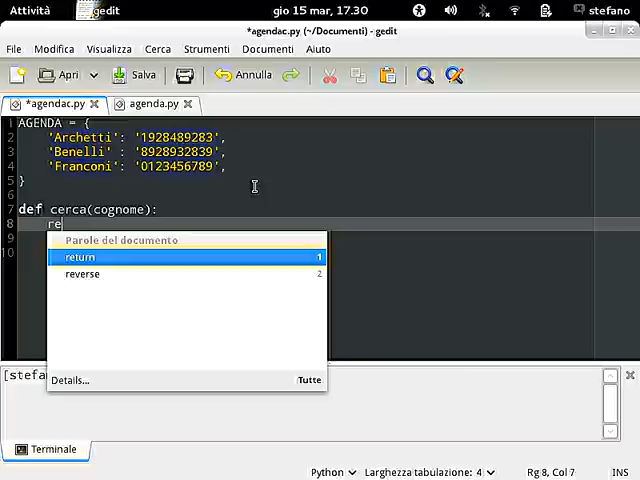 Attività gedit gio 15 mar, 17.30 stefano
*agendac.py (~/Documenti) - gedit
File Modifica Visualizza Cerca Strumenti Documenti Aiuto
Apri Salva Annulla
*agendac.py agenda.py
1 AGENDA = {
2 'Archetti': '1928489283',
3 'Benelli' : '8928932839',
4 'Franconi': '0123456789',
5 }
6
7 def cerca(cognome):
8 re
9
10
Parole del documento
return 1
reverse 2
Details... Tutte
[stefa
Terminale
Python Larghezza tabulazione: 4 Rg 8, Col 7 INS